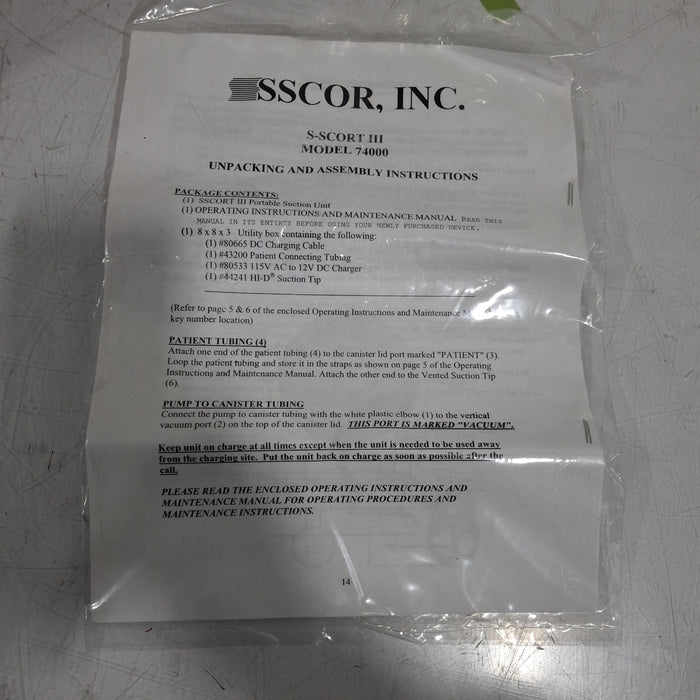 SSCOR, INC.
S-SCORT III
MODEL 74000
UNPACKING AND ASSEMBLY INSTRUCTIONS
PACKAGE CONTENTS:
(1) SSCORT III Portable Suction Unit
(1) OPERATING INSTRUCTIONS AND MAINTENANCE MANUAL READ THIS
MANUAL IN ITS ENTIRTY BEFORE USING YOUR NEWLY PURCHASED DEVICE.
(1) 8 x 8 x 3 Utility box containing the following:
(1) #80665 DC Charging Cable
(1) #43200 Patient Connecting Tubing
(1) #80533 115V AC to 12V DC Charger
(1) #44241 HI-D® Suction Tip
(Refer to page 5 & 6 of the enclosed Operating Instructions and Maintenance
key number location)
PATIENT TUBING (4)
Attach one end of the patient tubing (4) to the canister lid port marked "PATIENT" (3).
Loop the patient tubing and store it in the straps as shown on page 5 of the Operating
Instructions and Maintenance Manual. Attach the other end to the Vented Suction Tip
(6).
PUMP TO CANISTER TUBING
Connect the pump to canister tubing with the white plastic elbow (1) to the vertical
vacuum port (2) on the top of the canister lid. THIS PORT IS MARKED "VACUUM".
Keep unit on charge at all times except when the unit is needed to be used away
from the charging site. Put the unit back on charge as soon as possible after the
call.
PLEASE READ THE ENCLOSED OPERATING INSTRUCTIONS AND
MAINTENANCE MANUAL FOR OPERATING PROCEDURES AND
MAINTENANCE INSTRUCTIONS.
14